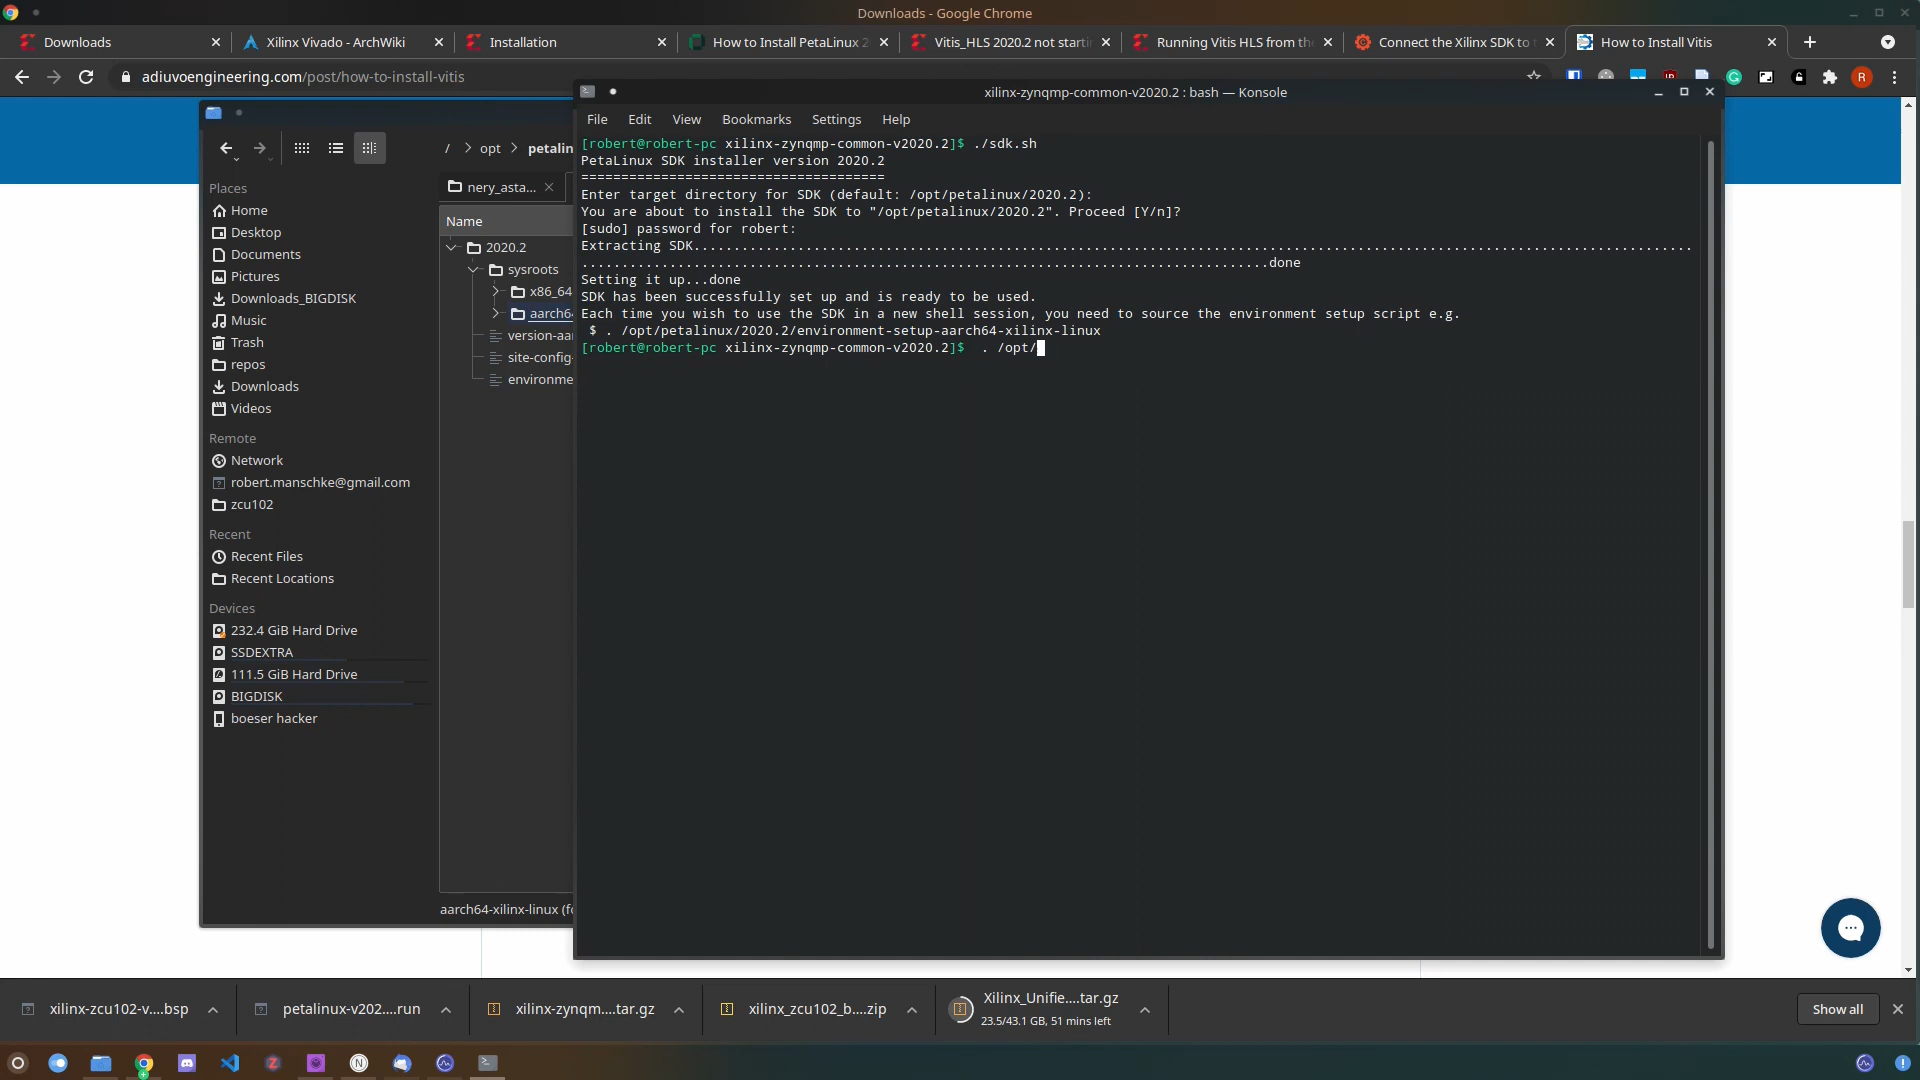 Downloads - Google Chrome
Downloads
Xilinx Vivado - ArchWiki
Installation
How to Install PetaLinux 2
Vitis_HLS 2020.2 not starti
Running Vitis HLS from th
Connect the Xilinx SDK to
How to Install Vitis
adiuvoengineering.com/post/how-to-install-vitis
R
xilinx-zynqmp-common-v2020.2 : bash — Konsole
File Edit View Bookmarks Settings Help
/ > opt > petalin
Places
Home
Desktop
Documents
Pictures
Downloads_BIGDISK
Music
Trash
repos
Downloads
Videos
Remote
Network
robert.manschke@gmail.com
zcu102
Recent
Recent Files
Recent Locations
Devices
232.4 GiB Hard Drive
SSDEXTRA
111.5 GiB Hard Drive
BIGDISK
boeser hacker
nery_asta...
Name
2020.2
sysroots
x86_64
aarch6
version-aa
site-config-
environme
aarch64-xilinx-linux (fo
[robert@robert-pc xilinx-zynqmp-common-v2020.2]$ ./sdk.sh
PetaLinux SDK installer version 2020.2
======================================
Enter target directory for SDK (default: /opt/petalinux/2020.2):
You are about to install the SDK to "/opt/petalinux/2020.2". Proceed [Y/n]?
[sudo] password for robert:
Extracting SDK.............................................................................................................................
......................................................................................done
Setting it up...done
SDK has been successfully set up and is ready to be used.
Each time you wish to use the SDK in a new shell session, you need to source the environment setup script e.g.
$ . /opt/petalinux/2020.2/environment-setup-aarch64-xilinx-linux
[robert@robert-pc xilinx-zynqmp-common-v2020.2]$  . /opt/
xilinx-zcu102-v....bsp
petalinux-v202....run
xilinx-zynqm....tar.gz
xilinx_zcu102_b....zip
Xilinx_Unifie....tar.gz
23.5/43.1 GB, 51 mins left
Show all